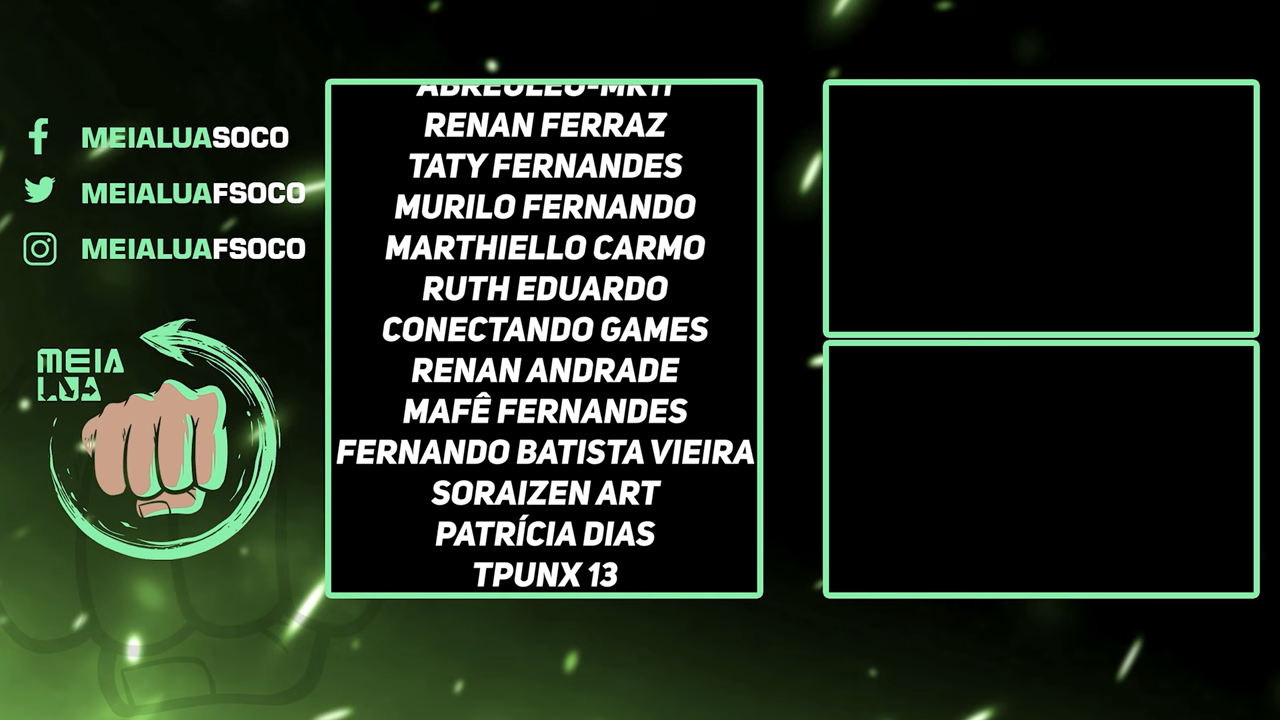 MEIALUASOCO
MEIALUAFSOCO
MEIALUAFSOCO
MEIA
LUA
RENAN FERRAZ
TATY FERNANDES
MURILO FERNANDO
MARTHIELLO CARMO
RUTH EDUARDO
CONECTANDO GAMES
RENAN ANDRADE
MAFÊ FERNANDES
FERNANDO BATISTA VIEIRA
SORAIZEN ART
PATRÍCIA DIAS
TPUNX 13